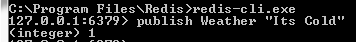 C:\Program Files\Redis>redis-cli.exe
127.0.0.1:6379> publish Weather "Its Cold"
(integer) 1